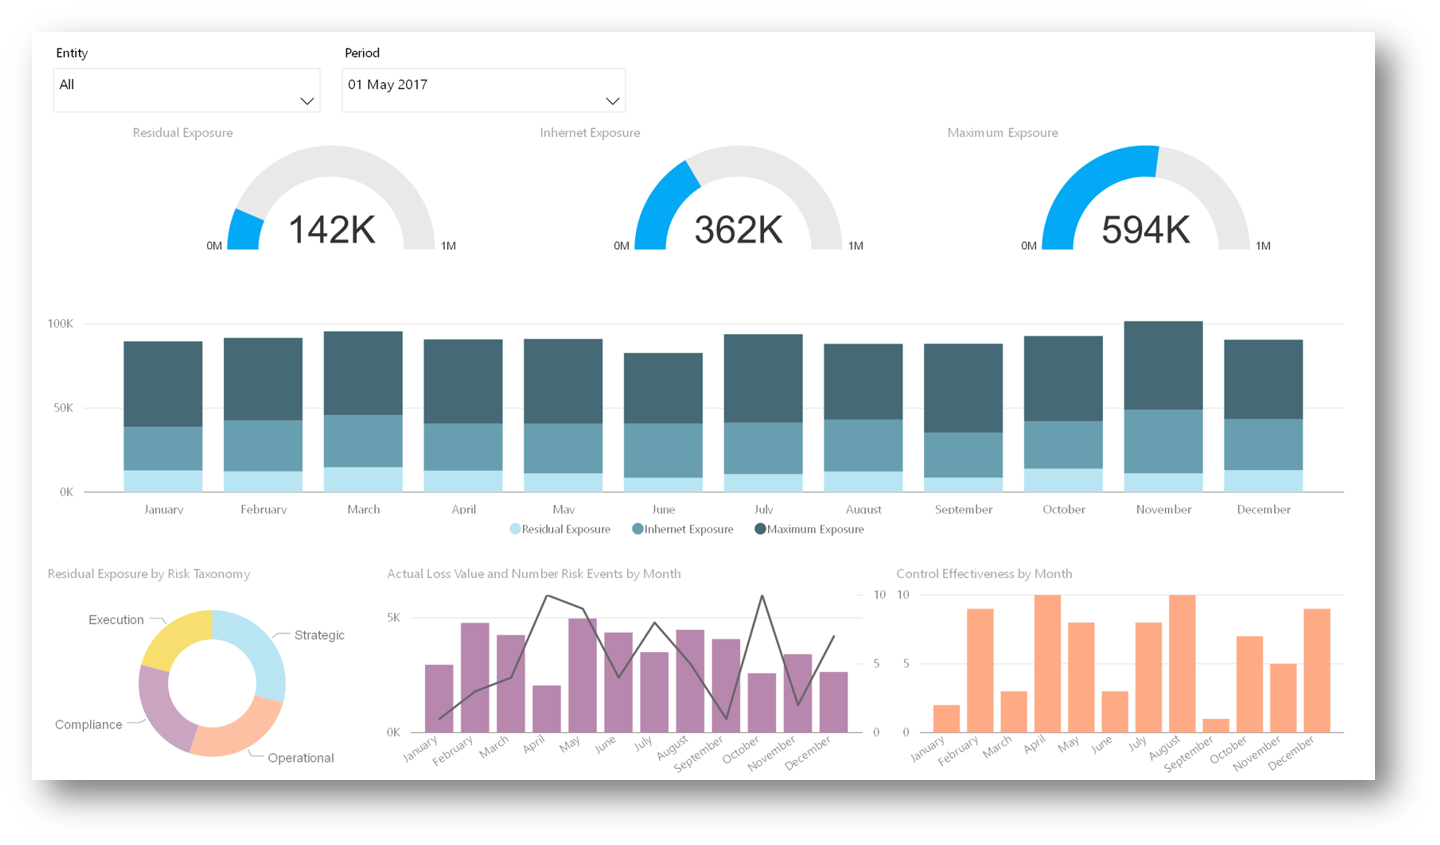 Entity
Period
All
01 May 2017
Residual Exposure
Inhernet Exposure
Maximum Expsoure
142K
362K
594K
0M
1M
0M
1M
0M
1M
100K
50K
0K
January
February
March
April
May
June
July
August
September
October
November
December
Residual Exposure
Inhernet Exposure
Maximum Exposure
Residual Exposure by Risk Taxonomy
Execution
Strategic
Compliance
Operational
Actual Loss Value and Number Risk Events by Month
5K
0K
10
5
0
January
February
March
April
May
June
July
August
September
October
November
December
Control Effectiveness by Month
10
5
0
January
February
March
April
May
June
July
August
September
October
November
December